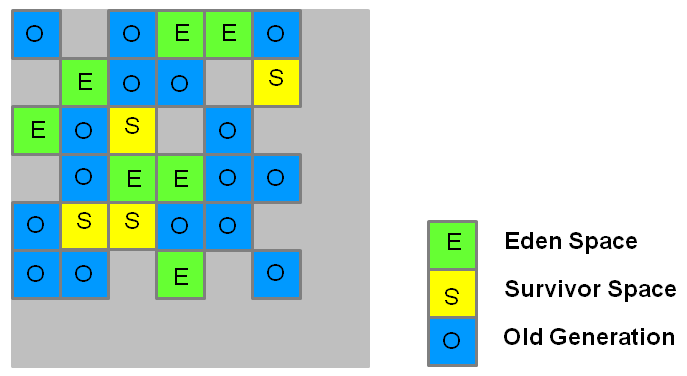 O O E E O
E O O S
E O S O
O E E O O
O S S O O
O O E O
E Eden Space
S Survivor Space
O Old Generation